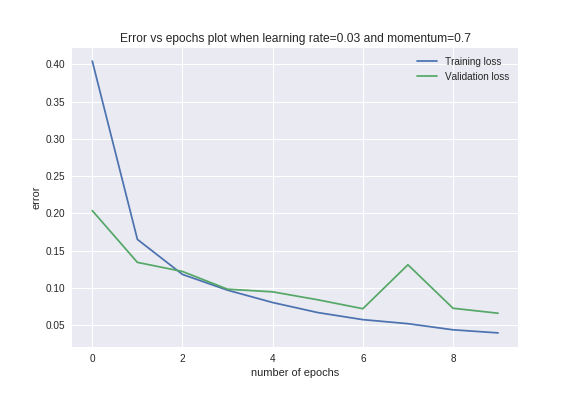 Error vs epochs plot when learning rate=0.03 and momentum=0.7
Training loss
Validation loss
0.40
0.35
0.30
0.25
0.20
0.15
0.10
0.05
error
0 2 4 6 8
number of epochs